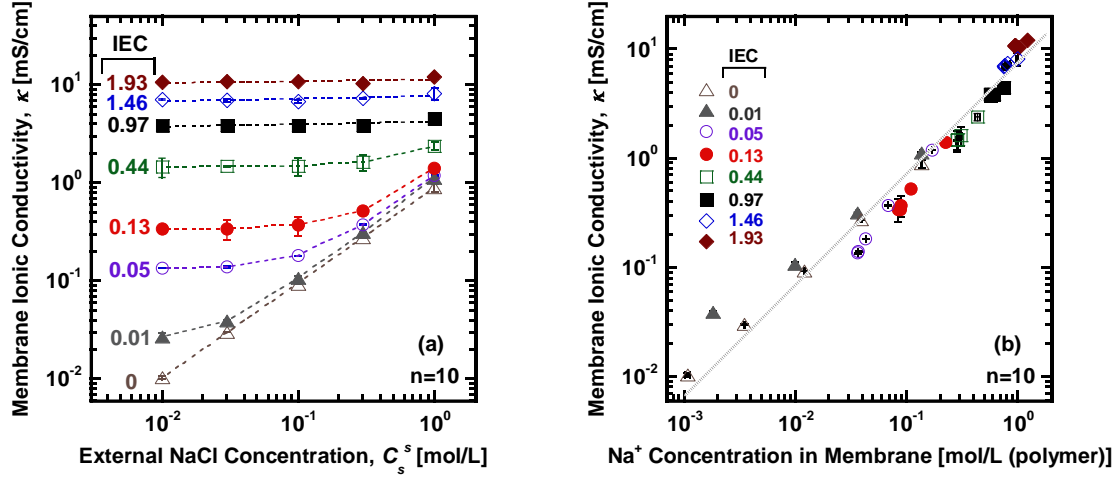 Membrane Ionic Conductivity, κ [mS/cm]
10²
10¹
10⁰
10⁻¹
10⁻²
IEC
1.93
1.46
0.97
0.44
0.13
0.05
0.01
0
(a)
n=10
10⁻² 10⁻¹ 10⁰
External NaCl Concentration, Cₛˢ [mol/L]
Membrane Ionic Conductivity, κ [mS/cm]
10¹
10⁰
10⁻¹
10⁻²
IEC
0
0.01
0.05
0.13
0.44
0.97
1.46
1.93
(b)
n=10
10⁻³ 10⁻² 10⁻¹ 10⁰
Na⁺ Concentration in Membrane [mol/L (polymer)]